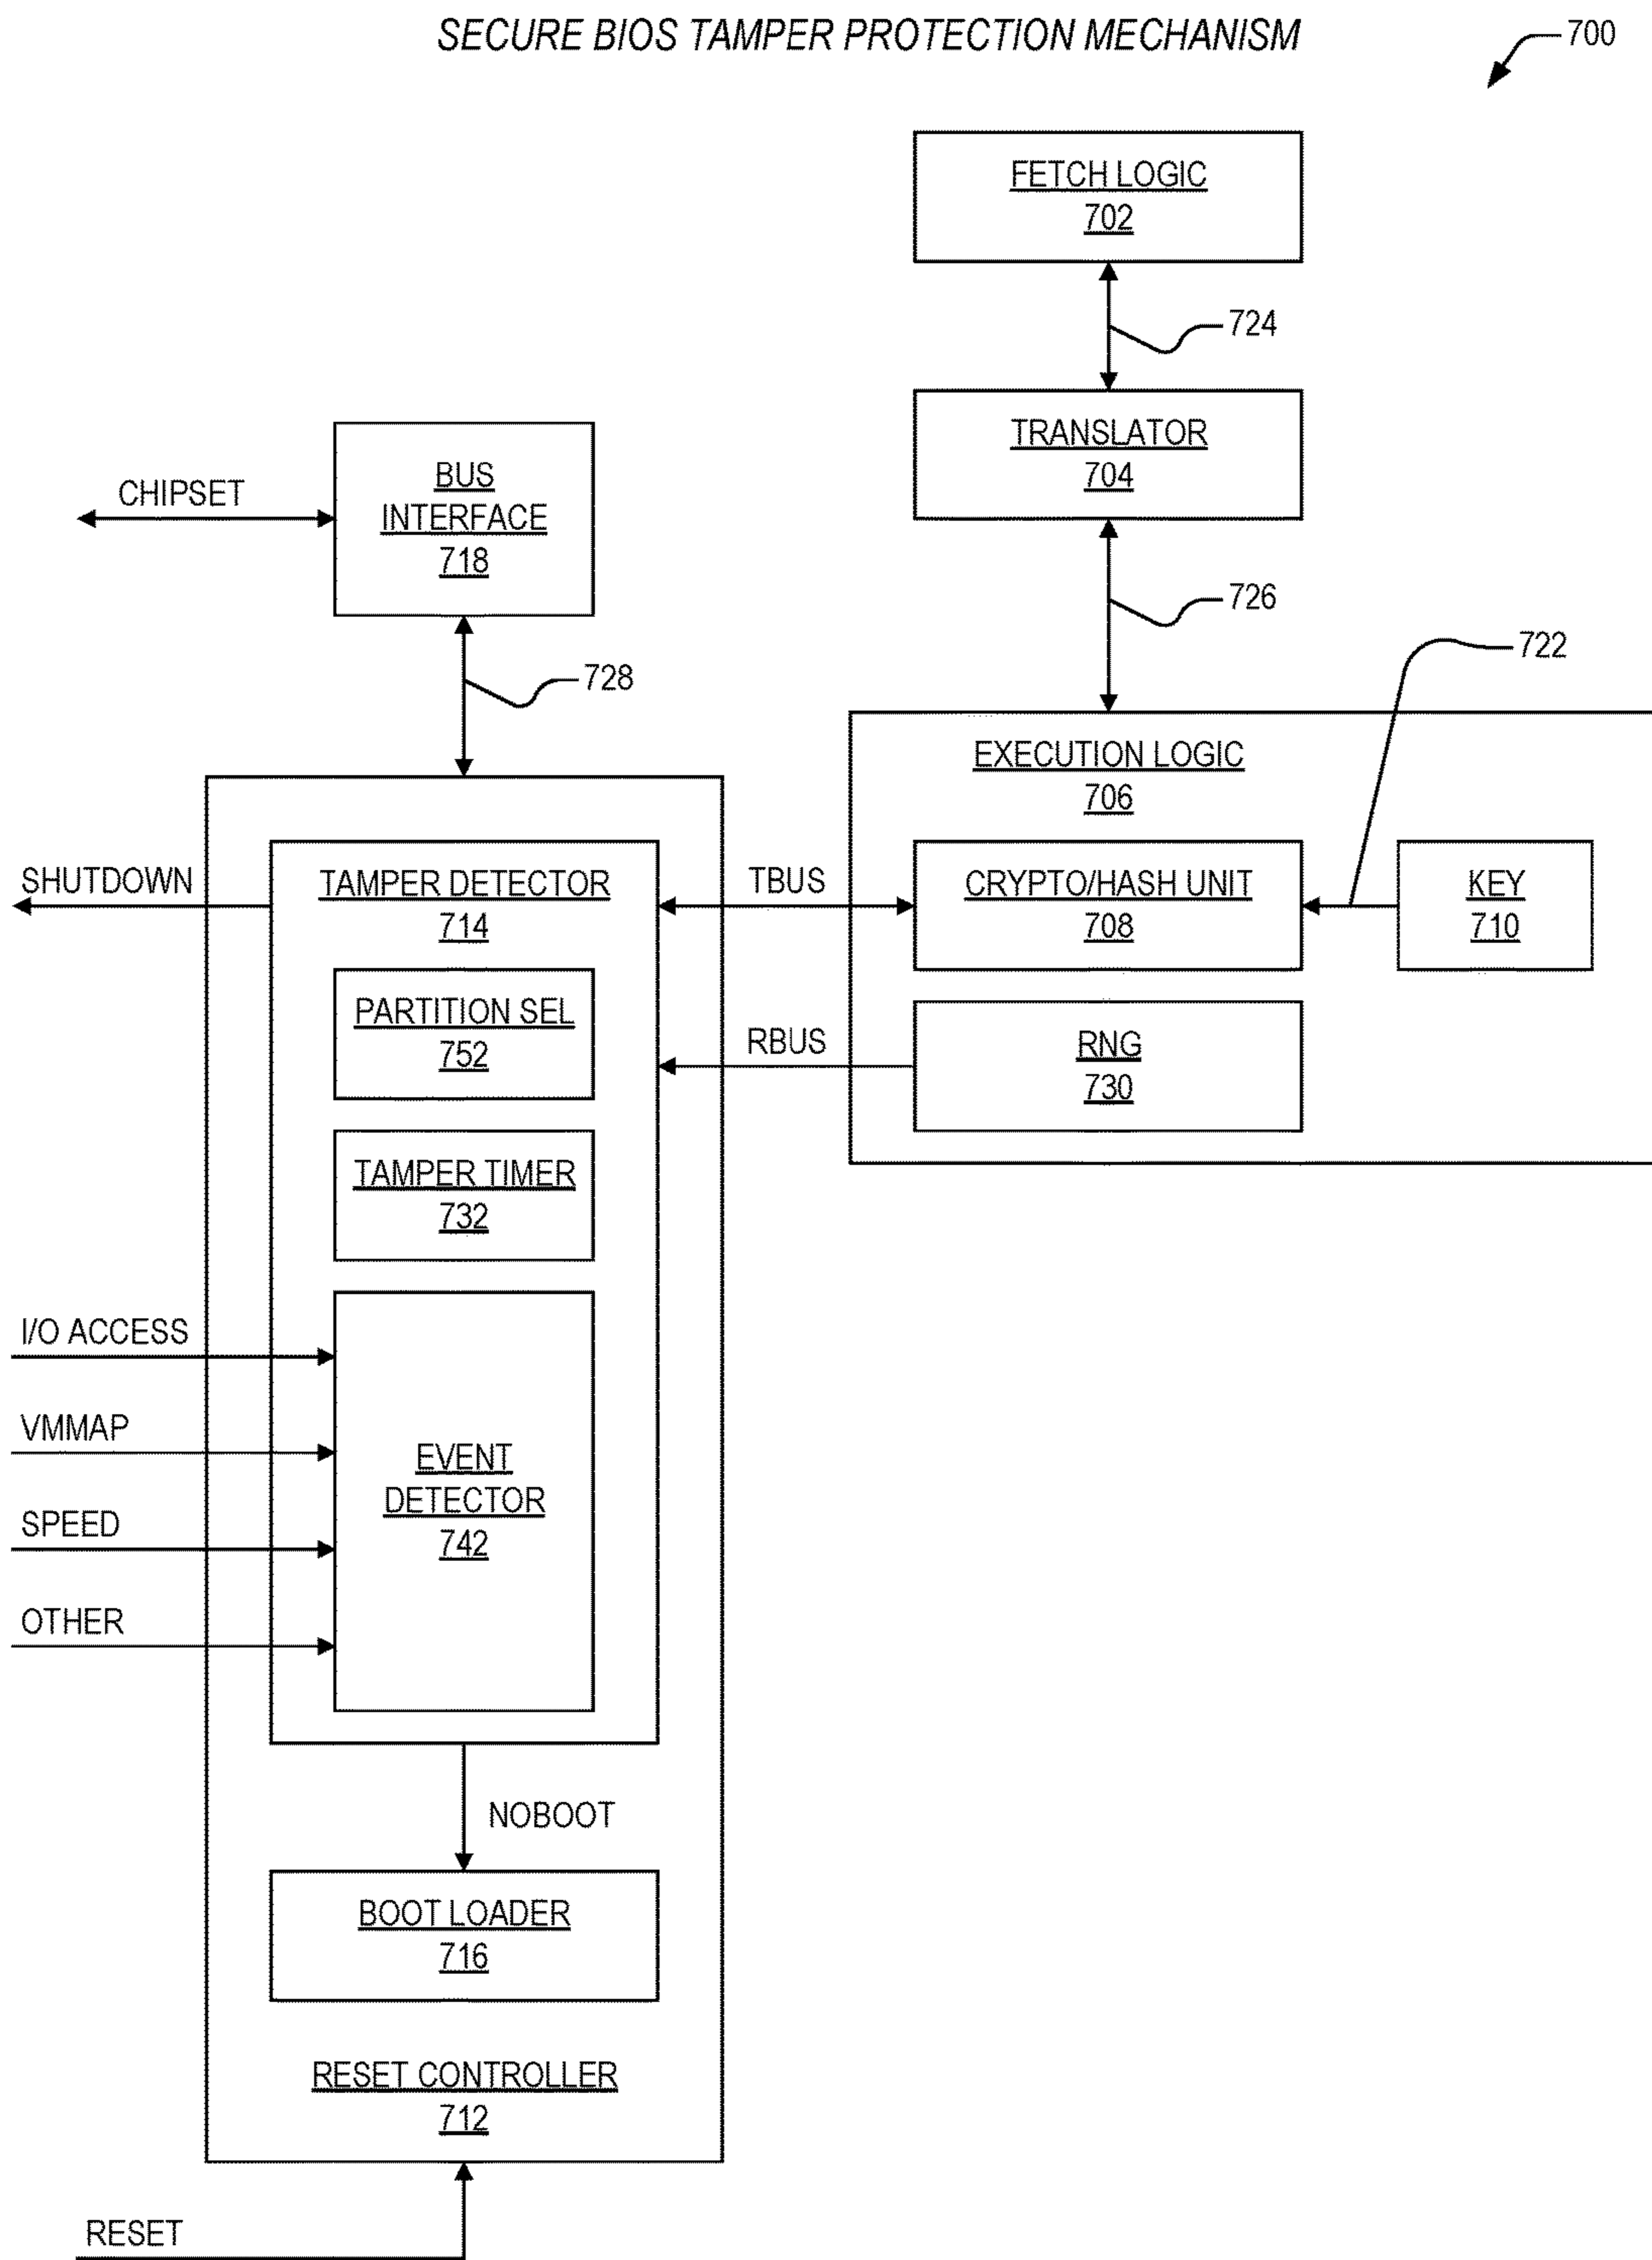 SECURE BIOS TAMPER PROTECTION MECHANISM
700
FETCH LOGIC
702
724
TRANSLATOR
704
BUS
INTERFACE
718
CHIPSET
726
722
728
EXECUTION LOGIC
706
SHUTDOWN
TAMPER DETECTOR
714
TBUS
CRYPTO/HASH UNIT
708
KEY
710
PARTITION SEL
752
RBUS
RNG
730
TAMPER TIMER
732
I/O ACCESS
VMMAP
SPEED
OTHER
EVENT
DETECTOR
742
NOBOOT
BOOT LOADER
716
RESET CONTROLLER
712
RESET